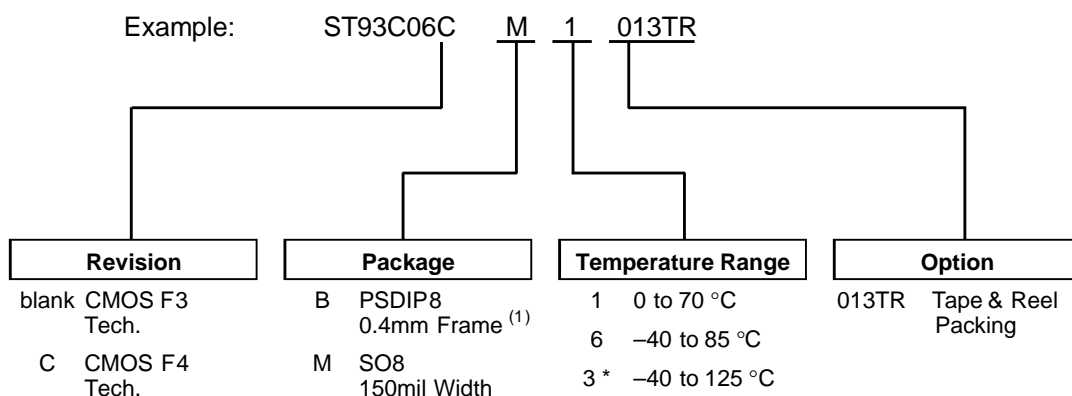 Example: ST93C06C M 1 013TR
Revision
blank CMOS F3
Tech.
C CMOS F4
Tech.
Package
B PSDIP8
0.4mm Frame (1)
M SO8
150mil Width
Temperature Range
1 0 to 70 °C
6 –40 to 85 °C
3 * –40 to 125 °C
Option
013TR Tape & Reel
Packing